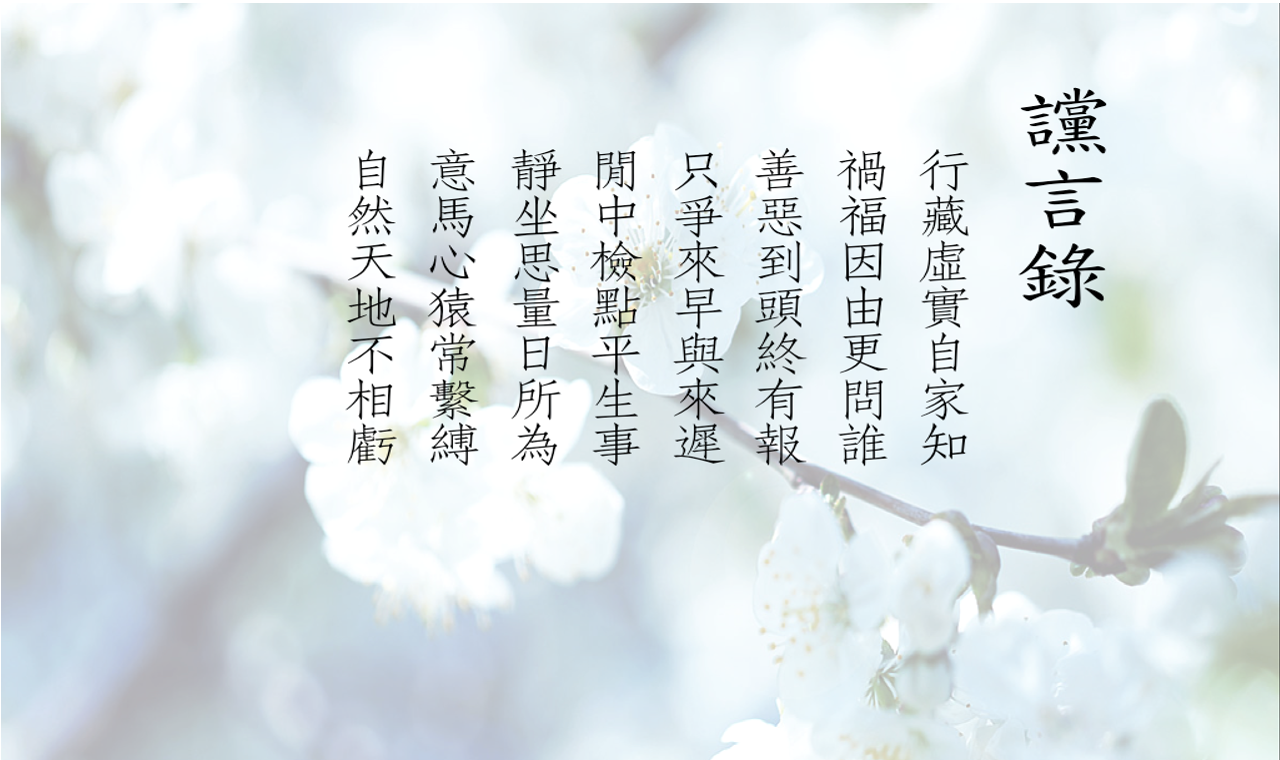 讜言錄
行藏虛實自家知
禍福因由更問誰
善惡到頭終有報
只爭來早與來遲
閒中檢點平生事
靜坐思量日所為
意馬心猿常繫縛
自然天地不相虧